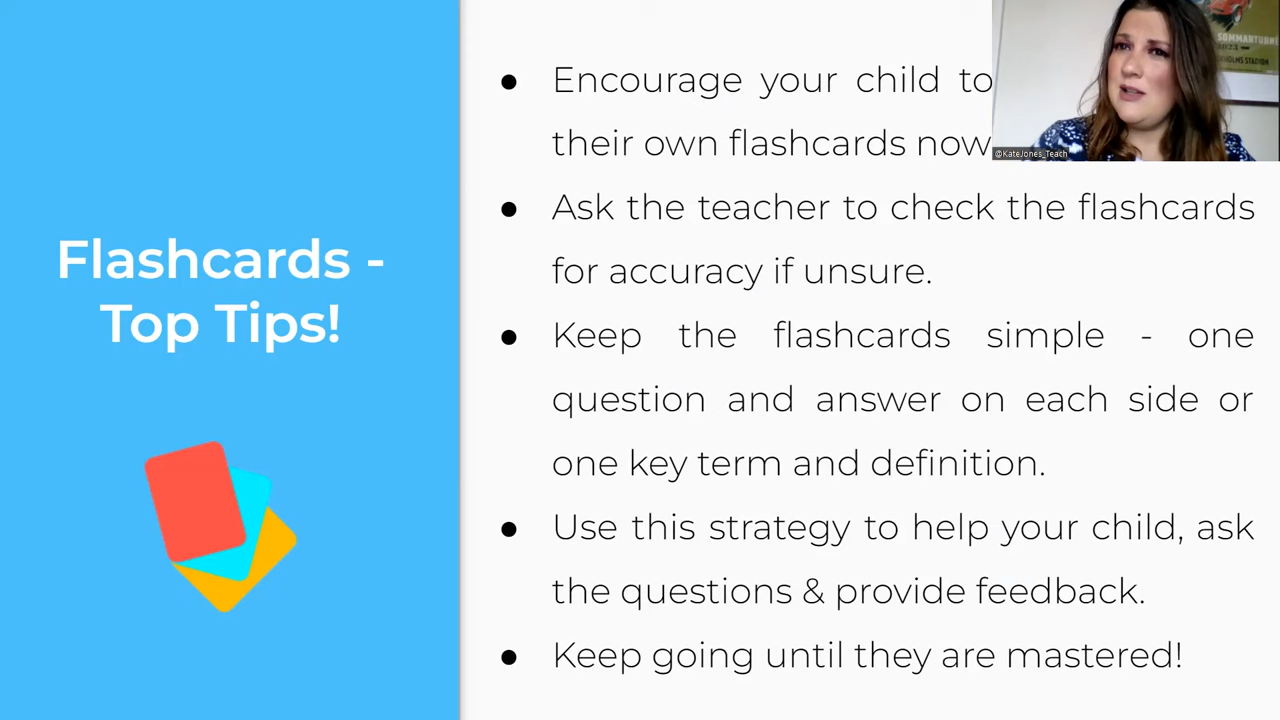 Flashcards -
Top Tips!
● Encourage your child to
their own flashcards now
● Ask the teacher to check the flashcards
for accuracy if unsure.
● Keep the flashcards simple - one
question and answer on each side or
one key term and definition.
● Use this strategy to help your child, ask
the questions & provide feedback.
● Keep going until they are mastered!
SOMMARTURN
STADION
@KateJones_Teach